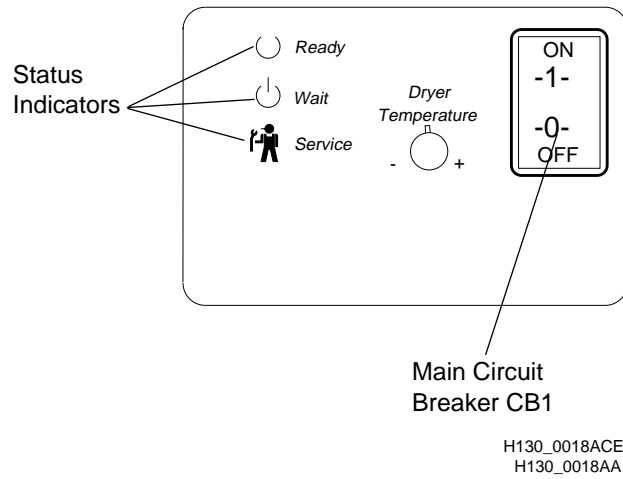 Status
Indicators
Ready
Wait
Service
Dryer
Temperature
- +
ON
-1-
-0-
OFF
Main Circuit
Breaker CB1
H130_0018ACE
H130_0018AA